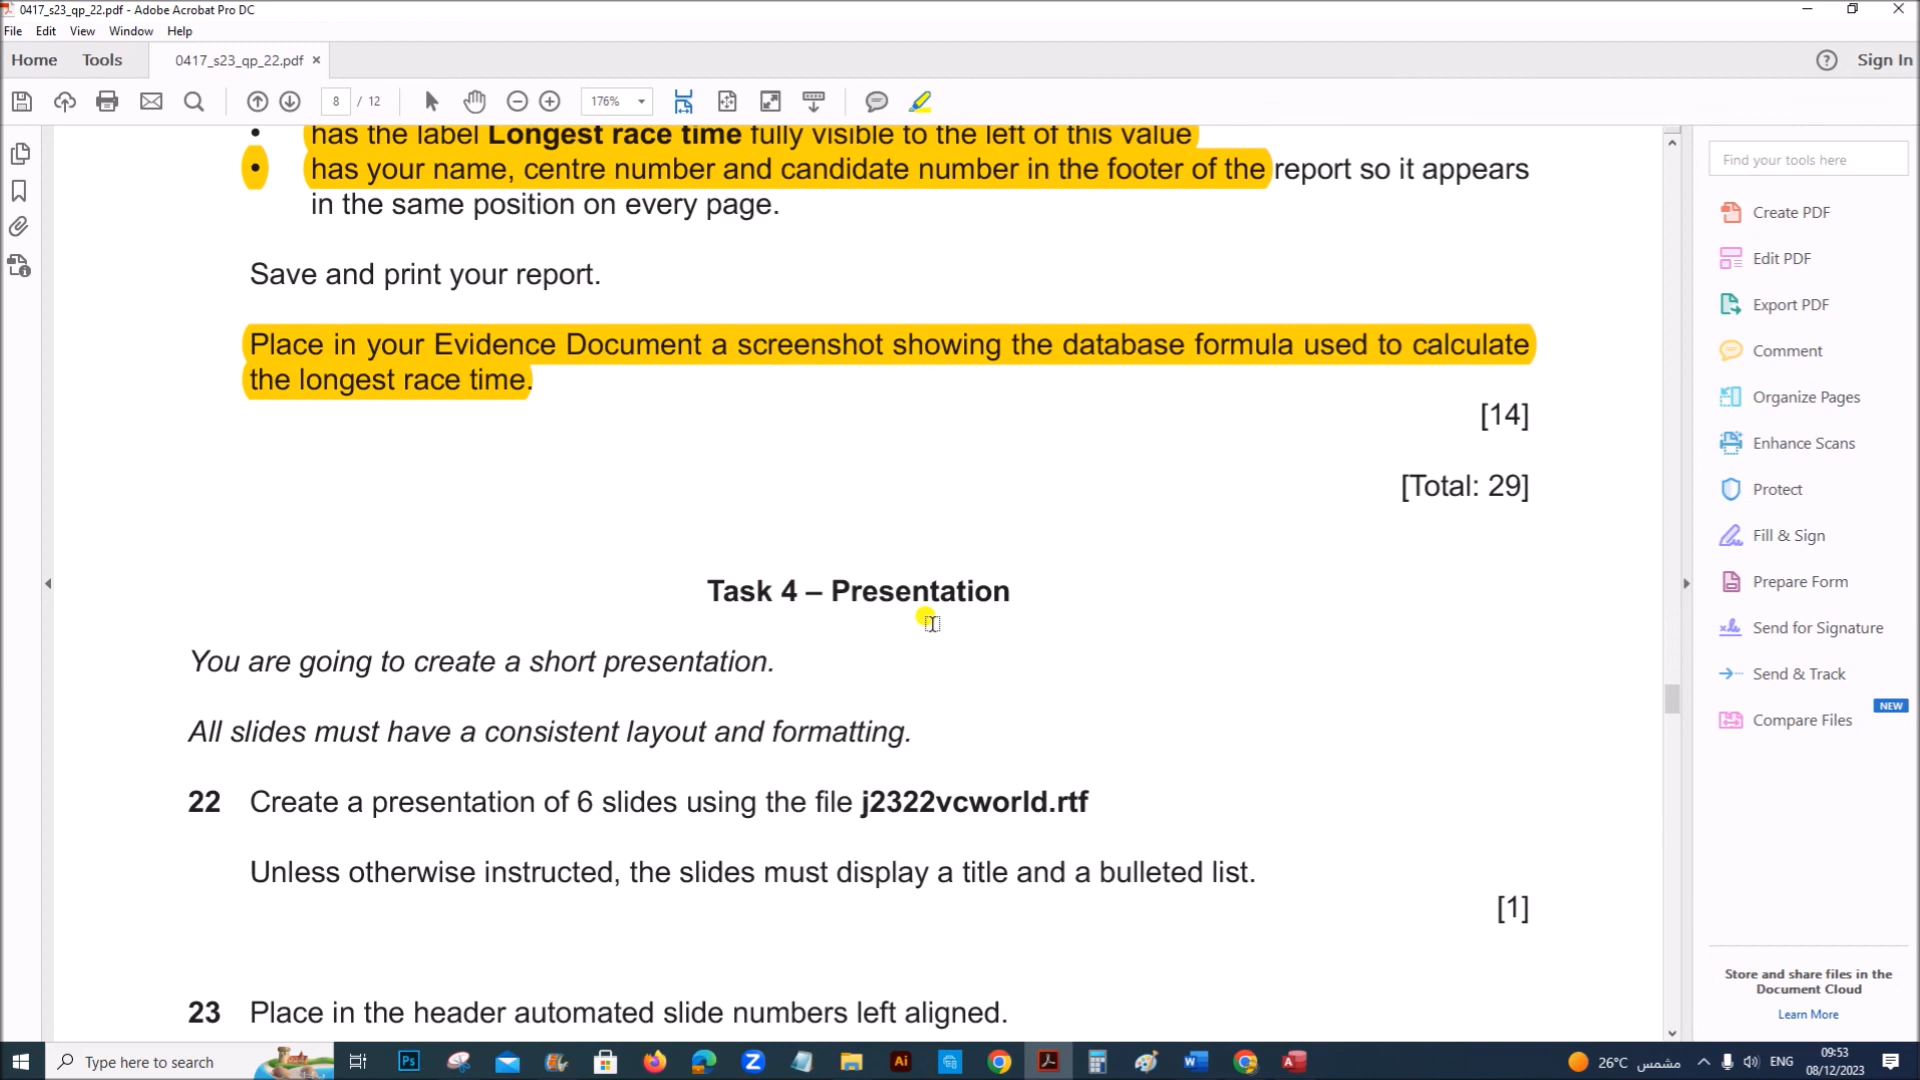 0417_s23_qp_22.pdf - Adobe Acrobat Pro DC
File Edit View Window Help
Home Tools 0417_s23_qp_22.pdf × Sign In
8 / 12 176%
• has the label Longest race time fully visible to the left of this value
• has your name, centre number and candidate number in the footer of the report so it appears
in the same position on every page.
Save and print your report.
Place in your Evidence Document a screenshot showing the database formula used to calculate
the longest race time.
[14]
[Total: 29]
Task 4 – Presentation
You are going to create a short presentation.
All slides must have a consistent layout and formatting.
22 Create a presentation of 6 slides using the file j2322vcworld.rtf
Unless otherwise instructed, the slides must display a title and a bulleted list.
[1]
23 Place in the header automated slide numbers left aligned.
Find your tools here
Create PDF
Edit PDF
Export PDF
Comment
Organize Pages
Enhance Scans
Protect
Fill & Sign
Prepare Form
Send for Signature
Send & Track
NEW
Compare Files
Store and share files in the
Document Cloud
Learn More
Type here to search
Ps
Ai
26°C مشمس
ENG
09:53
08/12/2023